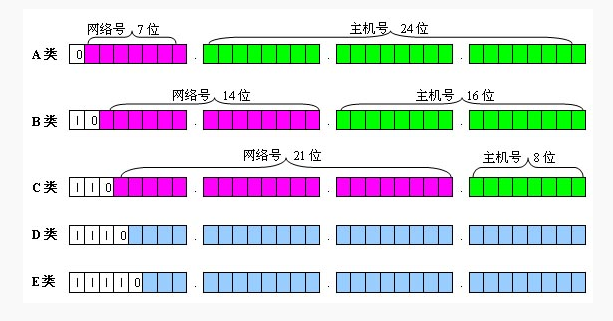 网络号 7 位 主机号 24 位
A 类 0 . . .
网络号 14 位 主机号 16 位
B 类 1 0 . . .
网络号 21 位 主机号 8 位
C 类 1 1 0 . . .
D 类 1 1 1 0 . . .
E 类 1 1 1 1 0 . . .